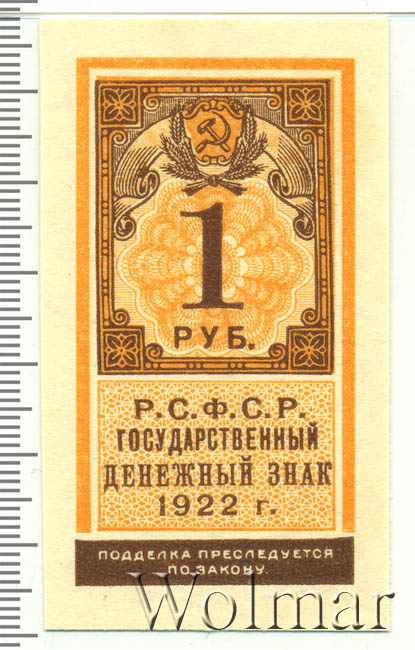 1
РУБ.
Р.С.Ф.С.Р.
ГОСУДАРСТВЕННЫЙ
ДЕНЕЖНЫЙ ЗНАК
1922 г.
ПОДДЕЛКА ПРЕСЛЕДУЕТСЯ
ПО ЗАКОНУ.
Wolmar